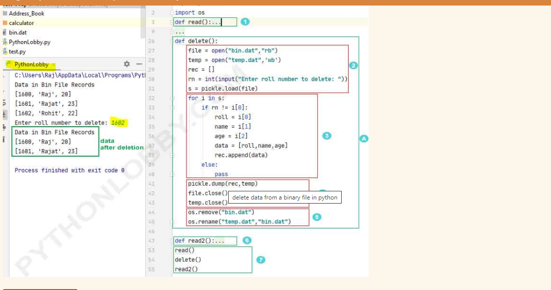 Address_Book
calculator
bin.dat
PythonLobby.py
test.py
PythonLobby ×
C:\Users\Raj\AppData\Local\Programs\Pyt
Data in Bin File Records
[1600, 'Raj', 20]
[1601, 'Rajat', 23]
[1602, 'Rohit', 22]
Enter roll number to delete: 1602
Data in Bin File Records
[1600, 'Raj', 20]
[1601, 'Rajat', 23]
data
after deletion
Process finished with exit code 0
import os
def read():...
1
...
def delete():
file = open("bin.dat","rb")
temp = open("temp.dat",'wb')
rec = []
rn = int(input("Enter roll number to delete: "))
s = pickle.load(file)
2
for i in s:
if rn != i[0]:
roll = i[0]
name = i[1]
age = i[2]
data = [roll,name,age]
rec.append(data)
else:
pass
3
A
pickle.dump(rec,temp)
file.close()
temp.close()
delete data from a binary file in python
os.remove("bin.dat")
os.rename("temp.dat","bin.dat")
5
def read2():...
6
read()
delete()
read2()
7
PYTHONLOBBY.COM